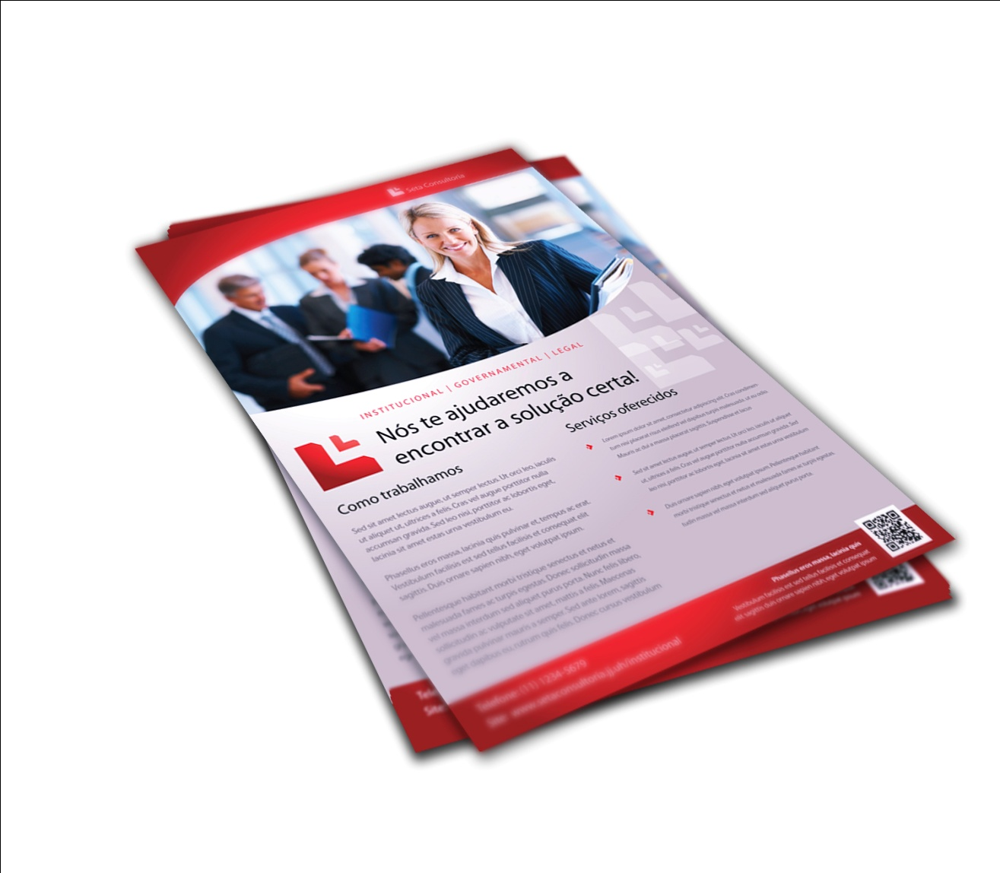 Seta Consultoria
INSTITUCIONAL | GOVERNAMENTAL | LEGAL
Nós te ajudaremos a
encontrar a solução certa!
Como trabalhamos
Sed sit amet lectus augue, ut semper lectus. Ut orci leo, iaculis
ut aliquet ut, ultrices a felis. Cras vel augue porttitor nulla
accumsan gravida. Sed leo nisi, porttitor ac lobortis eget,
lacinia sit amet estas urna vestibulum eu.
Phasellus eros massa, lacinia quis pulvinar et, tempus ac erat.
Vestibulum facilisis est sed tellus facilisis et consequat elit
sagittis. Duis ornare sapien nibh, eget volutpat ipsum.
Pellentesque habitant morbi tristique senectus et netus et
malesuada fames ac turpis egestas. Donec sollicitudin massa
vel massa interdum sed aliquet purus porta. Nunc felis libero,
sollicitudin ac vulputate sit amet, mattis a felis. Maecenas
gravida pulvinar mauris a semper. Sed ante lorem, sagittis
eget dapibus eu, rutrum quis felis. Donec cursus vestibulum
Serviços oferecidos
Lorem ipsum dolor sit amet, consectetur adipiscing elit. Cras condimen-
tum nisi placerat risus eleifend vel dapibus turpis malesuada. ut eu odio.
Mauris ac dui a massa placerat sagittis. Suspendisse et lacus
Sed sit amet lectus augue, ut semper lectus. Ut orci leo, iaculis ut aliquet
ut, ultrices a felis. Cras vel augue porttitor nulla accumsan gravida. Sed
leo nisi, porttitor ac lobortis eget, lacinia sit amet estas urna vestibulum
Duis ornare sapien nibh, eget volutpat ipsum. Pellentesque habitant
morbi tristique senectus et netus et malesuada fames ac turpis egestas.
tudin massa vel massa interdum sed aliquet purus porta.
Phasellus eros massa, lacinia quis
Vestibulum facilisis est sed tellus facilisis et consequat
elit sagittis duis ornare sapien nibh, eget volutpat ipsum
Telefone: (11) 1234-5679
Site: www.setaconsultoria.jj.uh/institucional
eget volutpat ipsum
Tele
Site